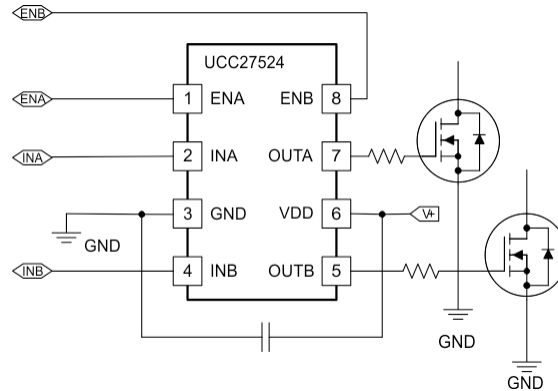 ENB
UCC27524
ENA
1
ENA
ENB
8
INA
2
INA
OUTA
7
3
GND
VDD
6
V+
GND
INB
4
INB
OUTB
5
GND
GND